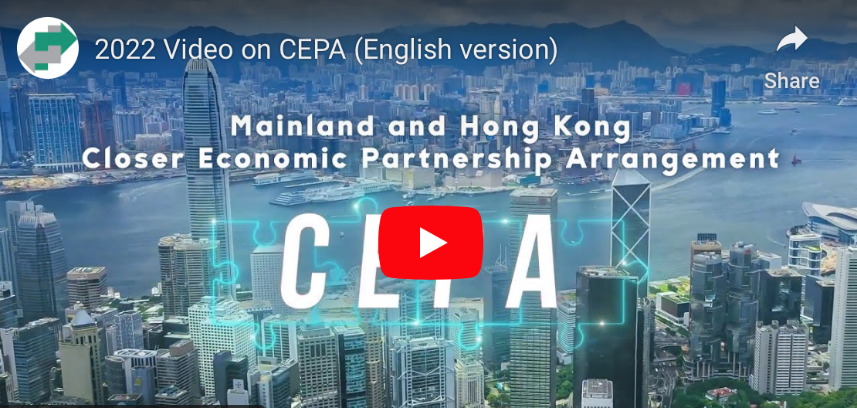 2022 Video on CEPA (English version)
Share
Mainland and Hong Kong
Closer Economic Partnership Arrangement
CEPA